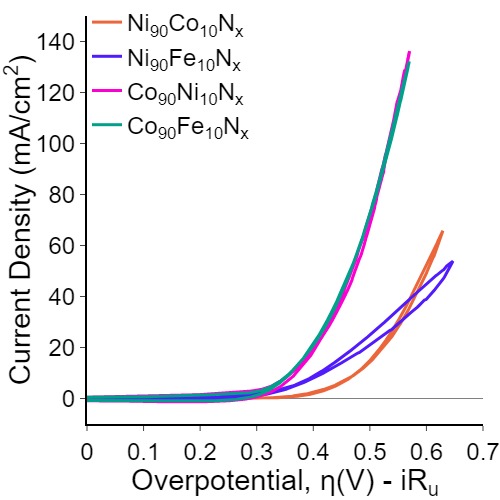 Ni₉₀Co₁₀Nₓ
Ni₉₀Fe₁₀Nₓ
Co₉₀Ni₁₀Nₓ
Co₉₀Fe₁₀Nₓ
Current Density (mA/cm²)
140
120
100
80
60
40
20
0
0 0.1 0.2 0.3 0.4 0.5 0.6 0.7
Overpotential, η(V) - iRᵤ